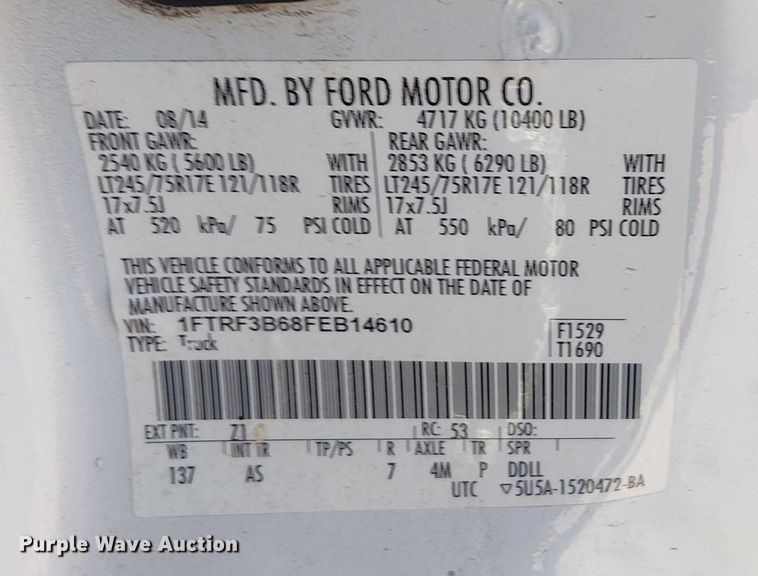 MFD. BY FORD MOTOR CO.
DATE: 08/14 GVWR: 4717 KG (10400 LB)
FRONT GAWR: REAR GAWR:
2540 KG ( 5600 LB) WITH 2853 KG ( 6290 LB) WITH
LT245/75R17E 121/118R TIRES LT245/75R17E 121/118R TIRES
17x7.5J RIMS 17x7.5J RIMS
AT 520 kPa/ 75 PSI COLD AT 550 kPa/ 80 PSI COLD
THIS VEHICLE CONFORMS TO ALL APPLICABLE FEDERAL MOTOR
VEHICLE SAFETY STANDARDS IN EFFECT ON THE DATE OF
MANUFACTURE SHOWN ABOVE.
VIN: 1FTRF3B68FEB14610 F1529
TYPE: Truck T1690
EXT PNT: Z1 RC: 53 DSO:
WB INT TR TP/PS R AXLE TR SPR
137 AS 7 4M P DDLL
UTC ▽5U5A-1520472-BA
Purple Wave Auction